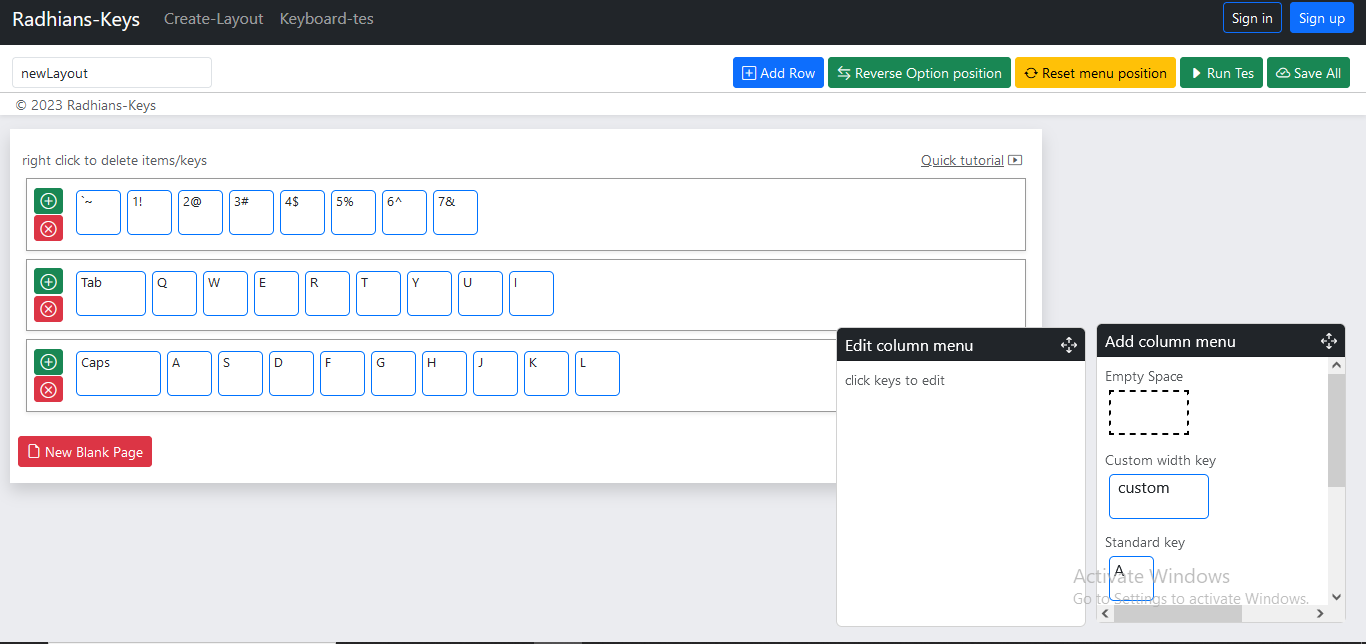 Radhians-Keys Create-Layout Keyboard-tes Sign in Sign up
newLayout Add Row Reverse Option position Reset menu position Run Tes Save All
© 2023 Radhians-Keys
right click to delete items/keys Quick tutorial
`~ 1! 2@ 3# 4$ 5% 6^ 7&
Tab Q W E R T Y U I
Caps A S D F G H J K L
New Blank Page
Edit column menu
click keys to edit
Add column menu
Empty Space
Custom width key
custom
Standard key
A
Activate Windows
Go to Settings to activate Windows.